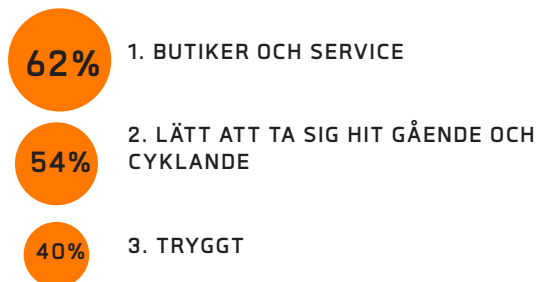 62%
1. BUTIKER OCH SERVICE
54%
2. LÄTT ATT TA SIG HIT GÅENDE OCH
CYKLANDE
40%
3. TRYGGT